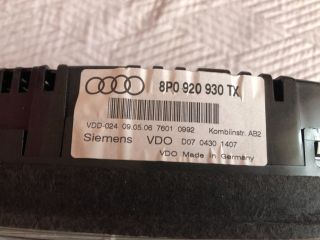 8P0 920 930 TX
VDD-024 09.05.06 7601 0992 Kombiinstr. AB2
Siemens VDO D07 0430 1407
VDO Made in Germany